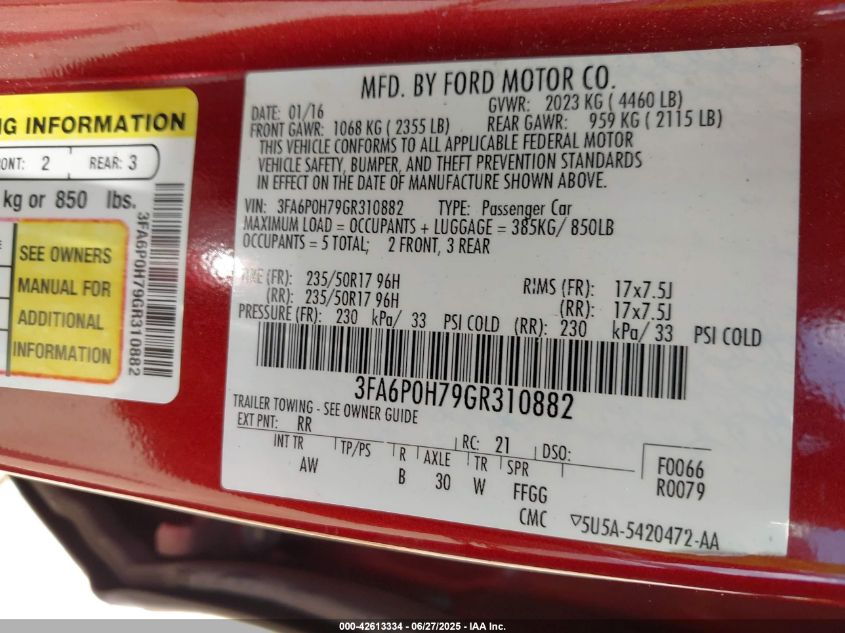 NG INFORMATION
ONT: 2 REAR: 3
kg or 850 lbs.
SEE OWNERS
MANUAL FOR
ADDITIONAL
INFORMATION
3FA6P0H79GR310882
MFD. BY FORD MOTOR CO.
DATE: 01/16 GVWR: 2023 KG ( 4460 LB)
FRONT GAWR: 1068 KG ( 2355 LB) REAR GAWR: 959 KG ( 2115 LB)
THIS VEHICLE CONFORMS TO ALL APPLICABLE FEDERAL MOTOR
VEHICLE SAFETY, BUMPER, AND THEFT PREVENTION STANDARDS
IN EFFECT ON THE DATE OF MANUFACTURE SHOWN ABOVE.
VIN: 3FA6P0H79GR310882 TYPE: Passenger Car
MAXIMUM LOAD = OCCUPANTS + LUGGAGE = 385KG/ 850LB
OCCUPANTS = 5 TOTAL; 2 FRONT, 3 REAR
(FR): 235/50R17 96H RIMS (FR): 17x7.5J
(RR): 235/50R17 96H (RR): 17x7.5J
PRESSURE (FR): 230 kPa/ 33 PSI COLD (RR): 230 kPa/ 33 PSI COLD
3FA6P0H79GR310882
TRAILER TOWING - SEE OWNER GUIDE
EXT PNT: RR RC: 21 DSO:
INT TR TP/PS R AXLE TR SPR F0066
AW B 30 W FFGG R0079
CMC ▽5U5A-5420472-AA
000-42613334 | 06/27/2025 | IAA Inc.